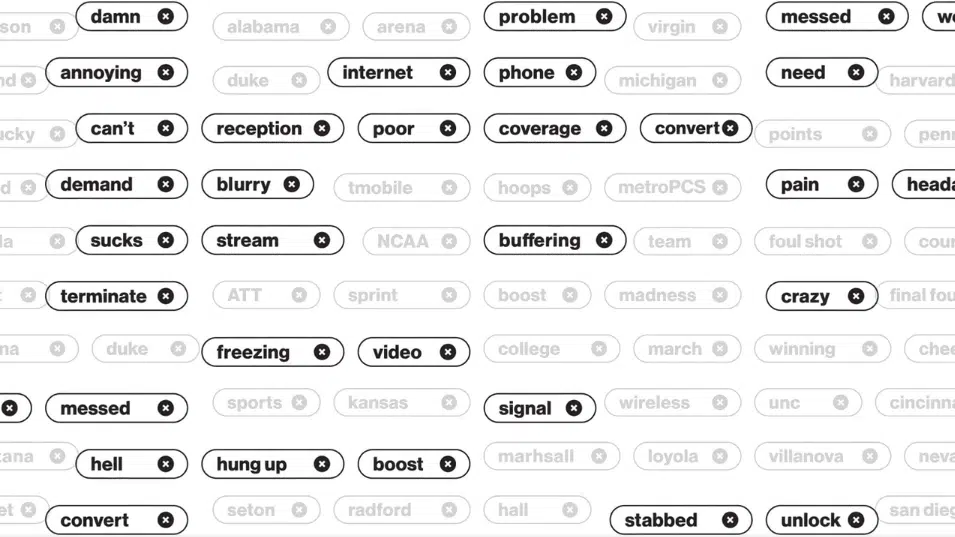 son damn alabama arena problem virgin messed
nd annoying duke internet phone michigan need harvard
ucky can't reception poor coverage convert points penn
d demand blurry tmobile hoops metroPCS pain heada
la sucks stream NCAA buffering team foul shot cour
terminate ATT sprint boost madness crazy final fou
na duke freezing video college march winning chee
messed sports kansas signal wireless unc cincinna
hell hung up boost marhsall loyola villanova neva
et convert seton radford hall stabbed unlock san dieg